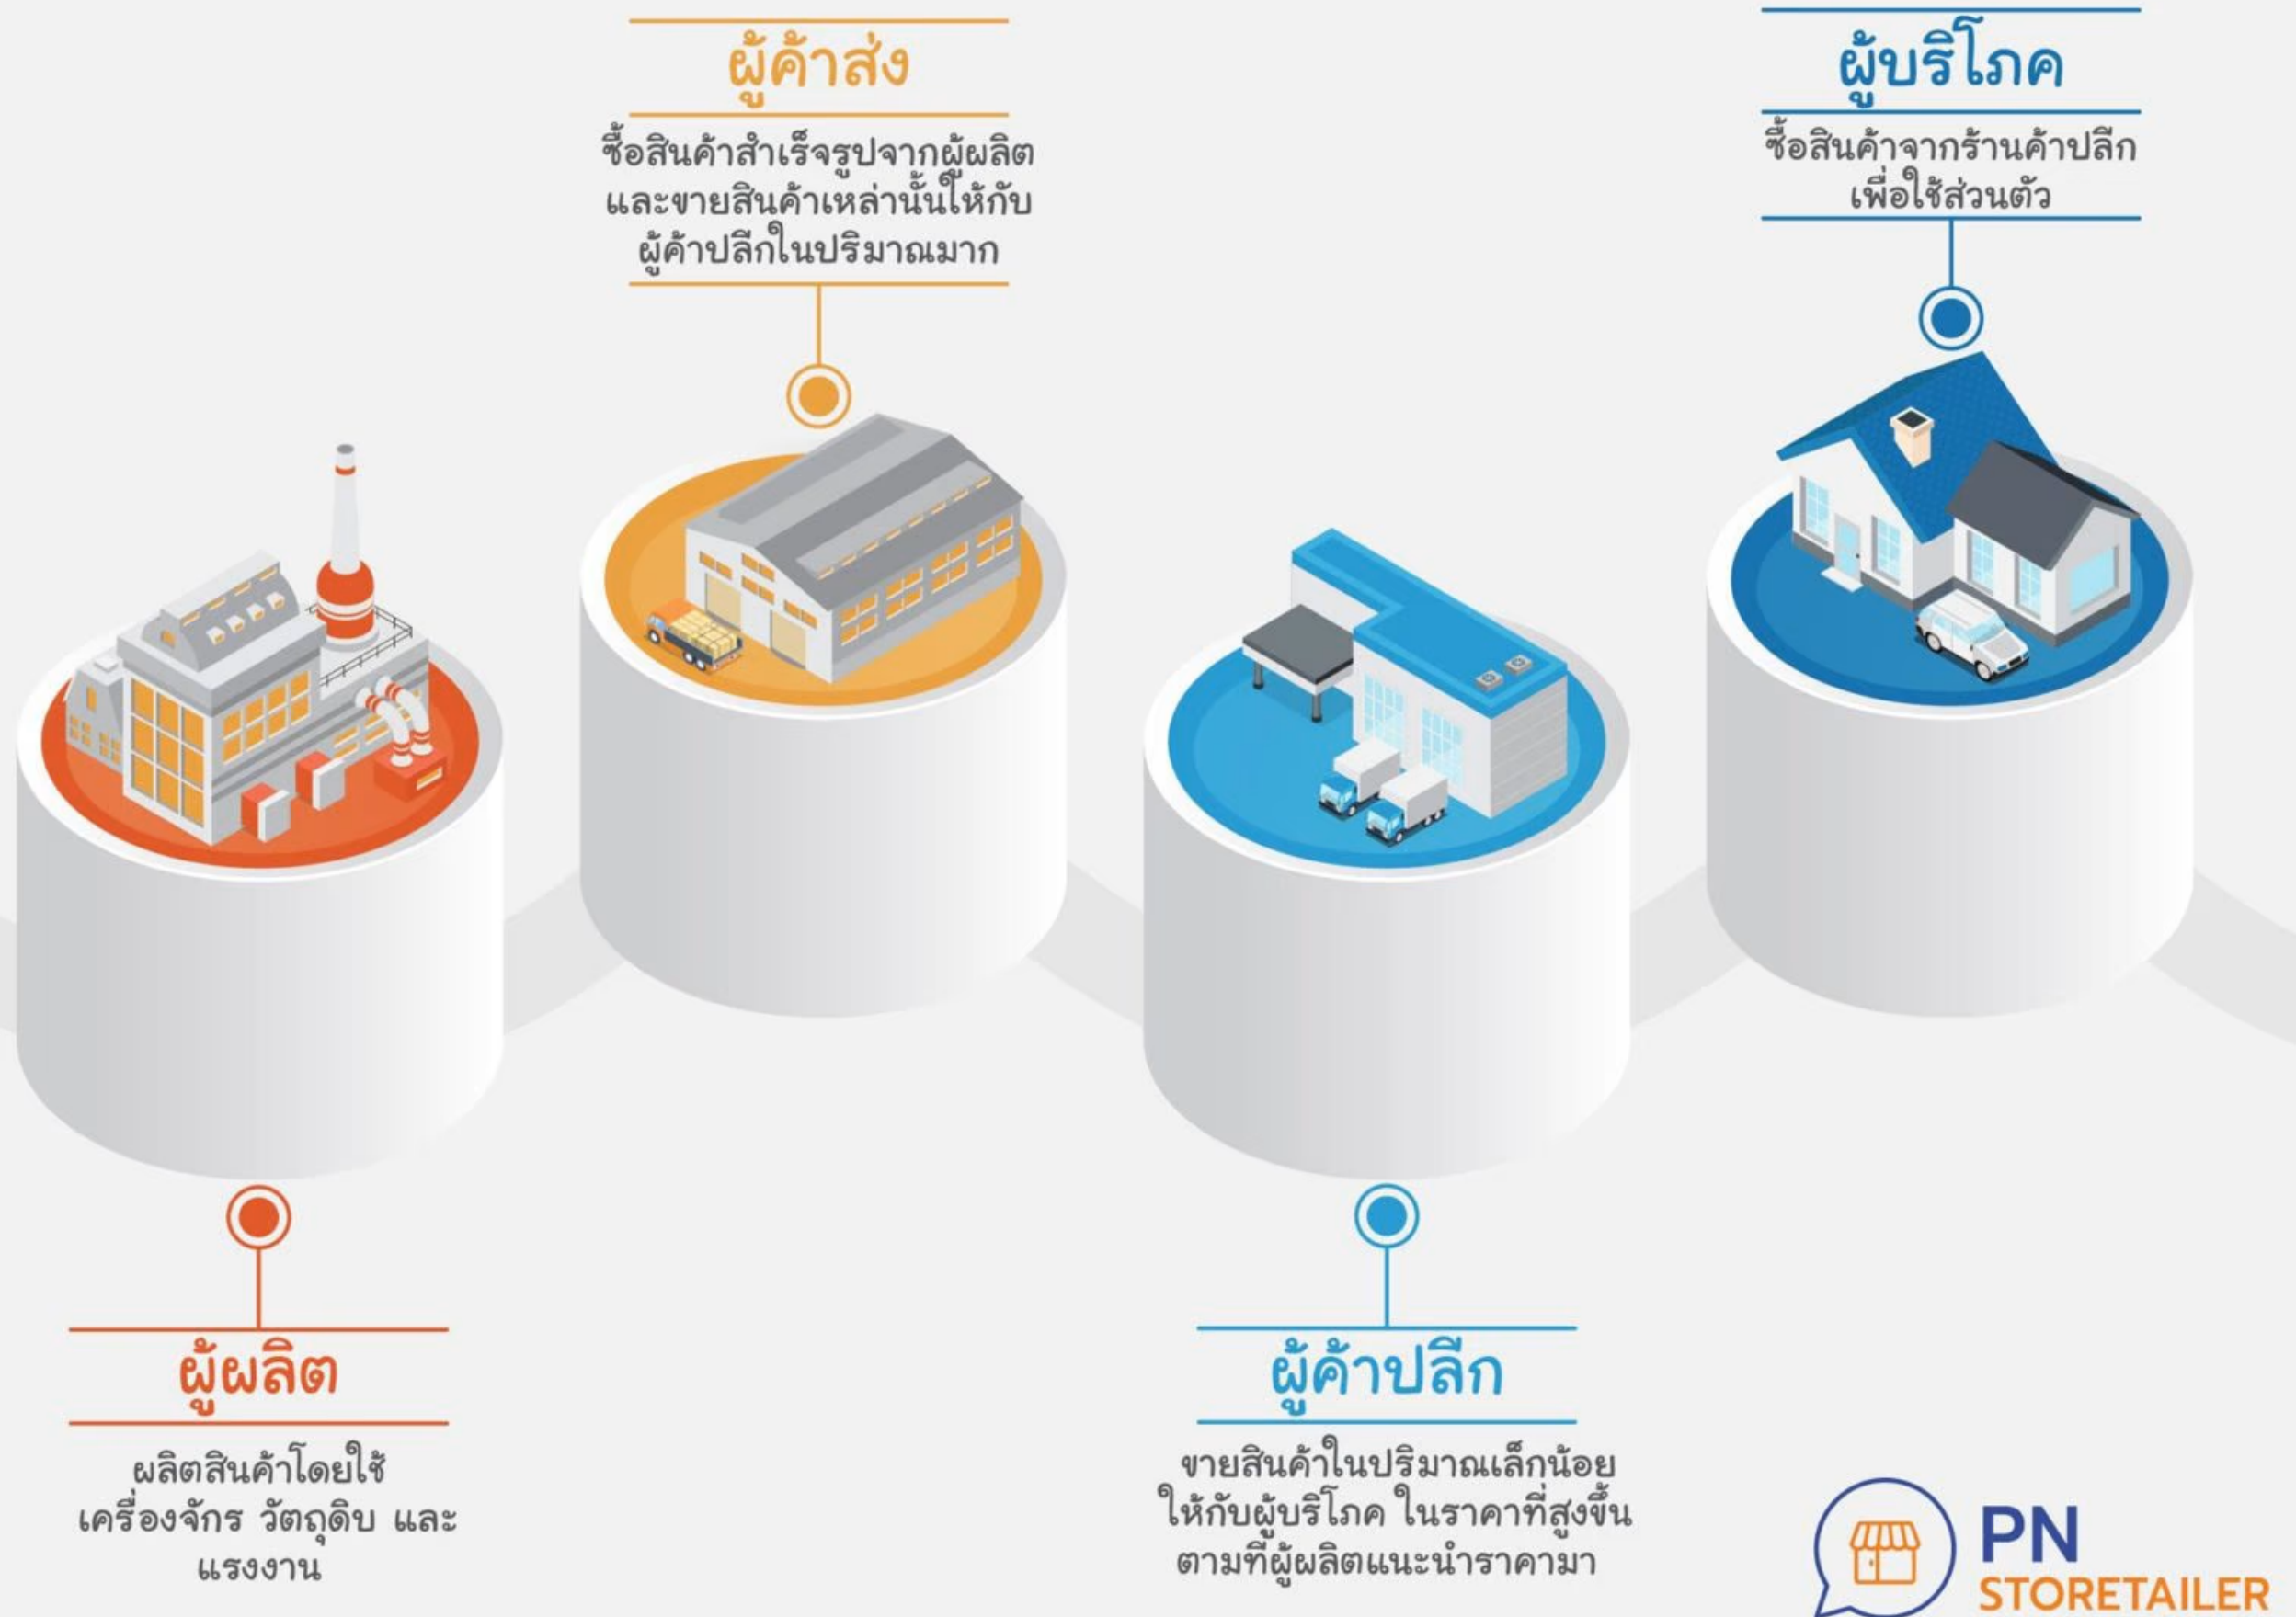 ผู้ค้าส่ง
ซื้อสินค้าสำเร็จรูปจากผู้ผลิต
และขายสินค้าเหล่านั้นให้กับ
ผู้ค้าปลีกในปริมาณมาก
ผู้บริโภค
ซื้อสินค้าจากร้านค้าปลีก
เพื่อใช้ส่วนตัว
ผู้ผลิต
ผลิตสินค้าโดยใช้
เครื่องจักร วัตถุดิบ และ
แรงงาน
ผู้ค้าปลีก
ขายสินค้าในปริมาณเล็กน้อย
ให้กับผู้บริโภค ในราคาที่สูงขึ้น
ตามที่ผู้ผลิตแนะนำราคามา
PN
STORETAILER